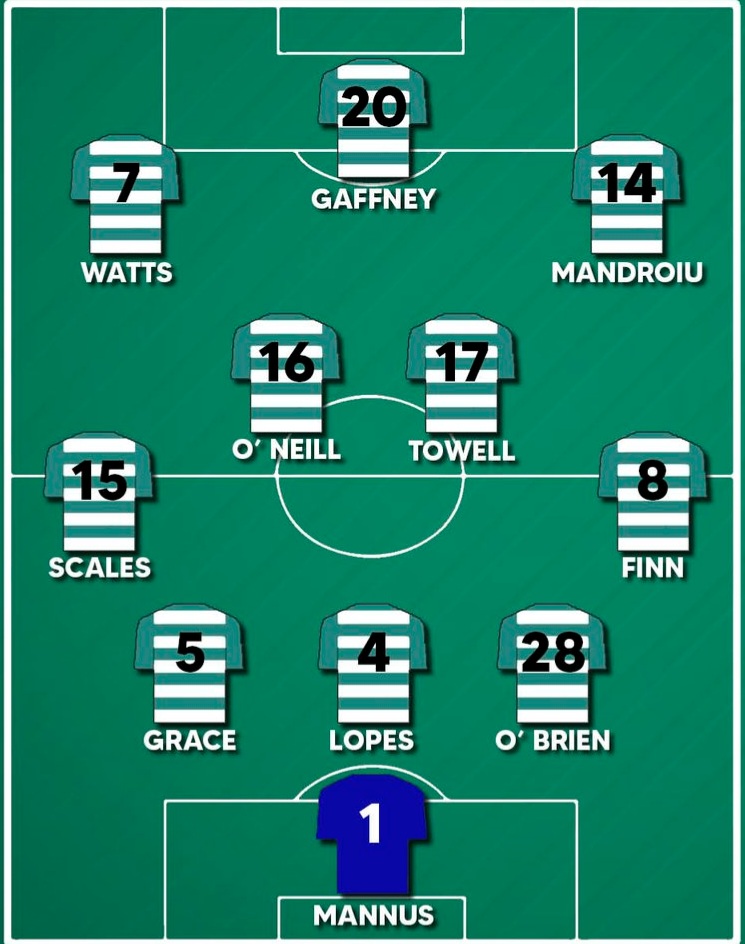 20
GAFFNEY
7
WATTS
14
MANDROIU
16
O' NEILL
17
TOWELL
15
SCALES
8
FINN
5
GRACE
4
LOPES
28
O' BRIEN
1
MANNUS